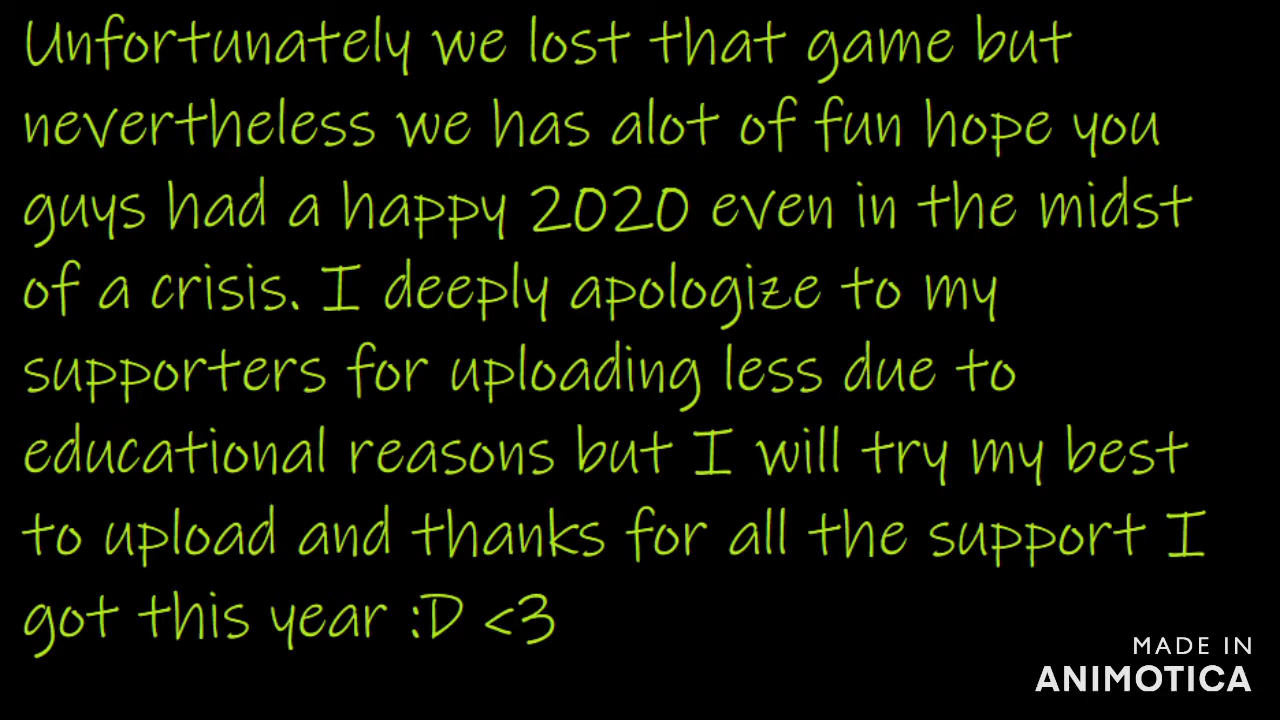 Unfortunately we lost that game but
nevertheless we has alot of fun hope you
guys had a happy 2020 even in the midst
of a crisis. I deeply apologize to my
supporters for uploading less due to
educational reasons but I will try my best
to upload and thanks for all the support I
got this year :D <3
MADE IN
ANIMOTICA